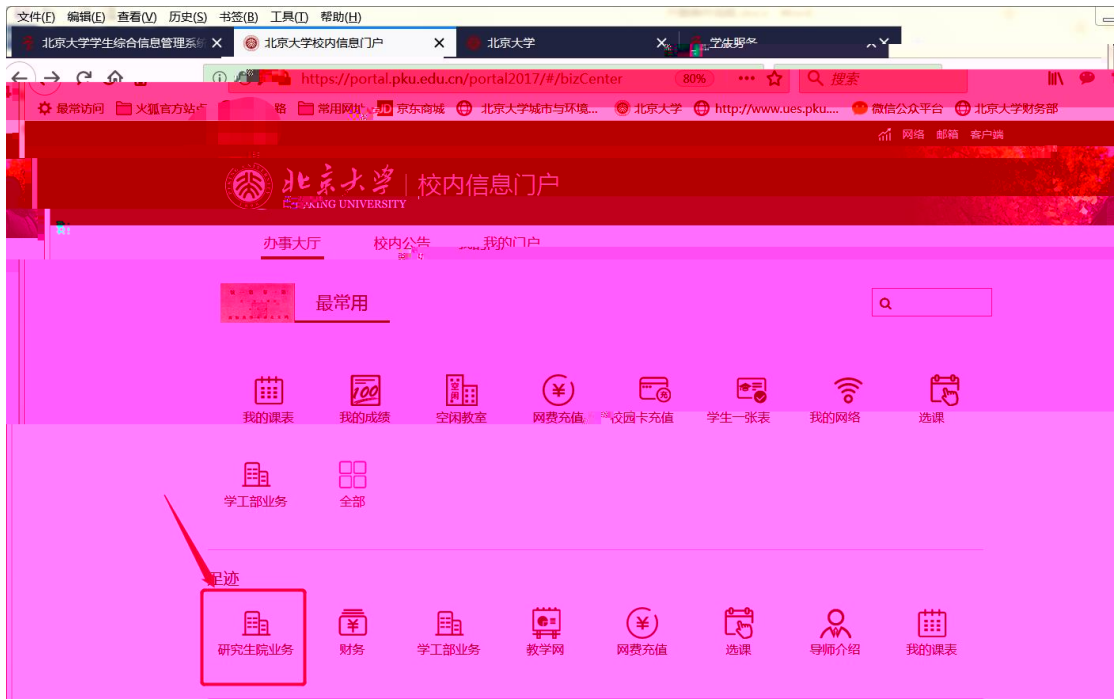 文件(F) 编辑(E) 查看(V) 历史(S) 书签(B) 工具(T) 帮助(H)
北京大学学生综合信息管理系统 北京大学校内信息门户 北京大学
https://portal.pku.edu.cn/portal2017/#/bizCenter 80% 搜索
最常访问 火狐官方站点 常用网址 京东商城 北京大学城市与环境... 北京大学 http://www.ues.pku.... 微信公众平台 北京大学财务部
网络 邮箱 客户端
北京大学 校内信息门户
PEKING UNIVERSITY
办事大厅 校内公告 我的门户
最常用
我的课表 我的成绩 空闲教室 网费充值 校园卡充值 学生一张表 我的网络 选课
学工部业务 全部
足迹
研究生院业务 财务 学工部业务 教学网 网费充值 选课 导师介绍 我的课表